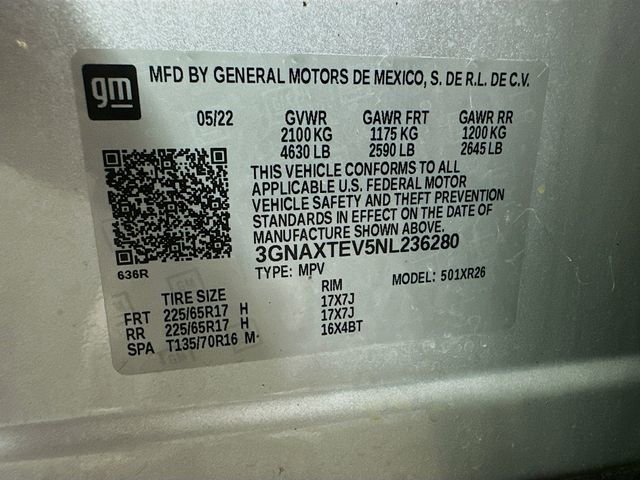 gm
MFD BY GENERAL MOTORS DE MEXICO, S. DE R.L. DE C.V.
05/22 GVWR GAWR FRT GAWR RR
2100 KG 1175 KG 1200 KG
4630 LB 2590 LB 2645 LB
THIS VEHICLE CONFORMS TO ALL
APPLICABLE U.S. FEDERAL MOTOR
VEHICLE SAFETY AND THEFT PREVENTION
STANDARDS IN EFFECT ON THE DATE OF
MANUFACTURE SHOWN ABOVE.
3GNAXTEV5NL236280
636R TYPE: MPV MODEL: 501XR26
TIRE SIZE RIM
FRT 225/65R17 H 17X7J
RR 225/65R17 H 17X7J
SPA T135/70R16 M 16X4BT